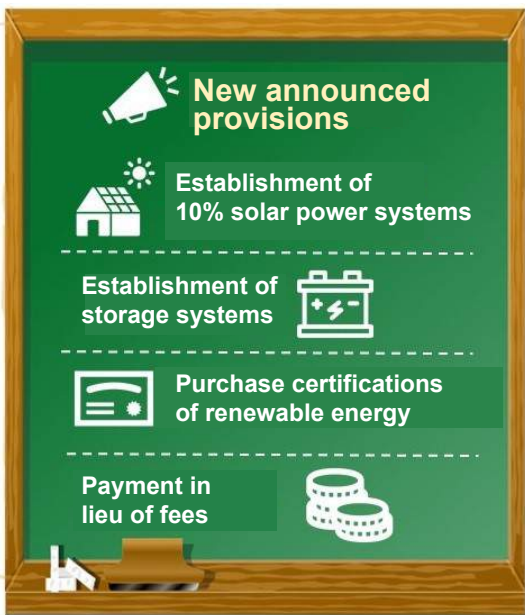 New announced
provisions
Establishment of
10% solar power systems
Establishment of
storage systems
Purchase certifications
of renewable energy
Payment in
lieu of fees